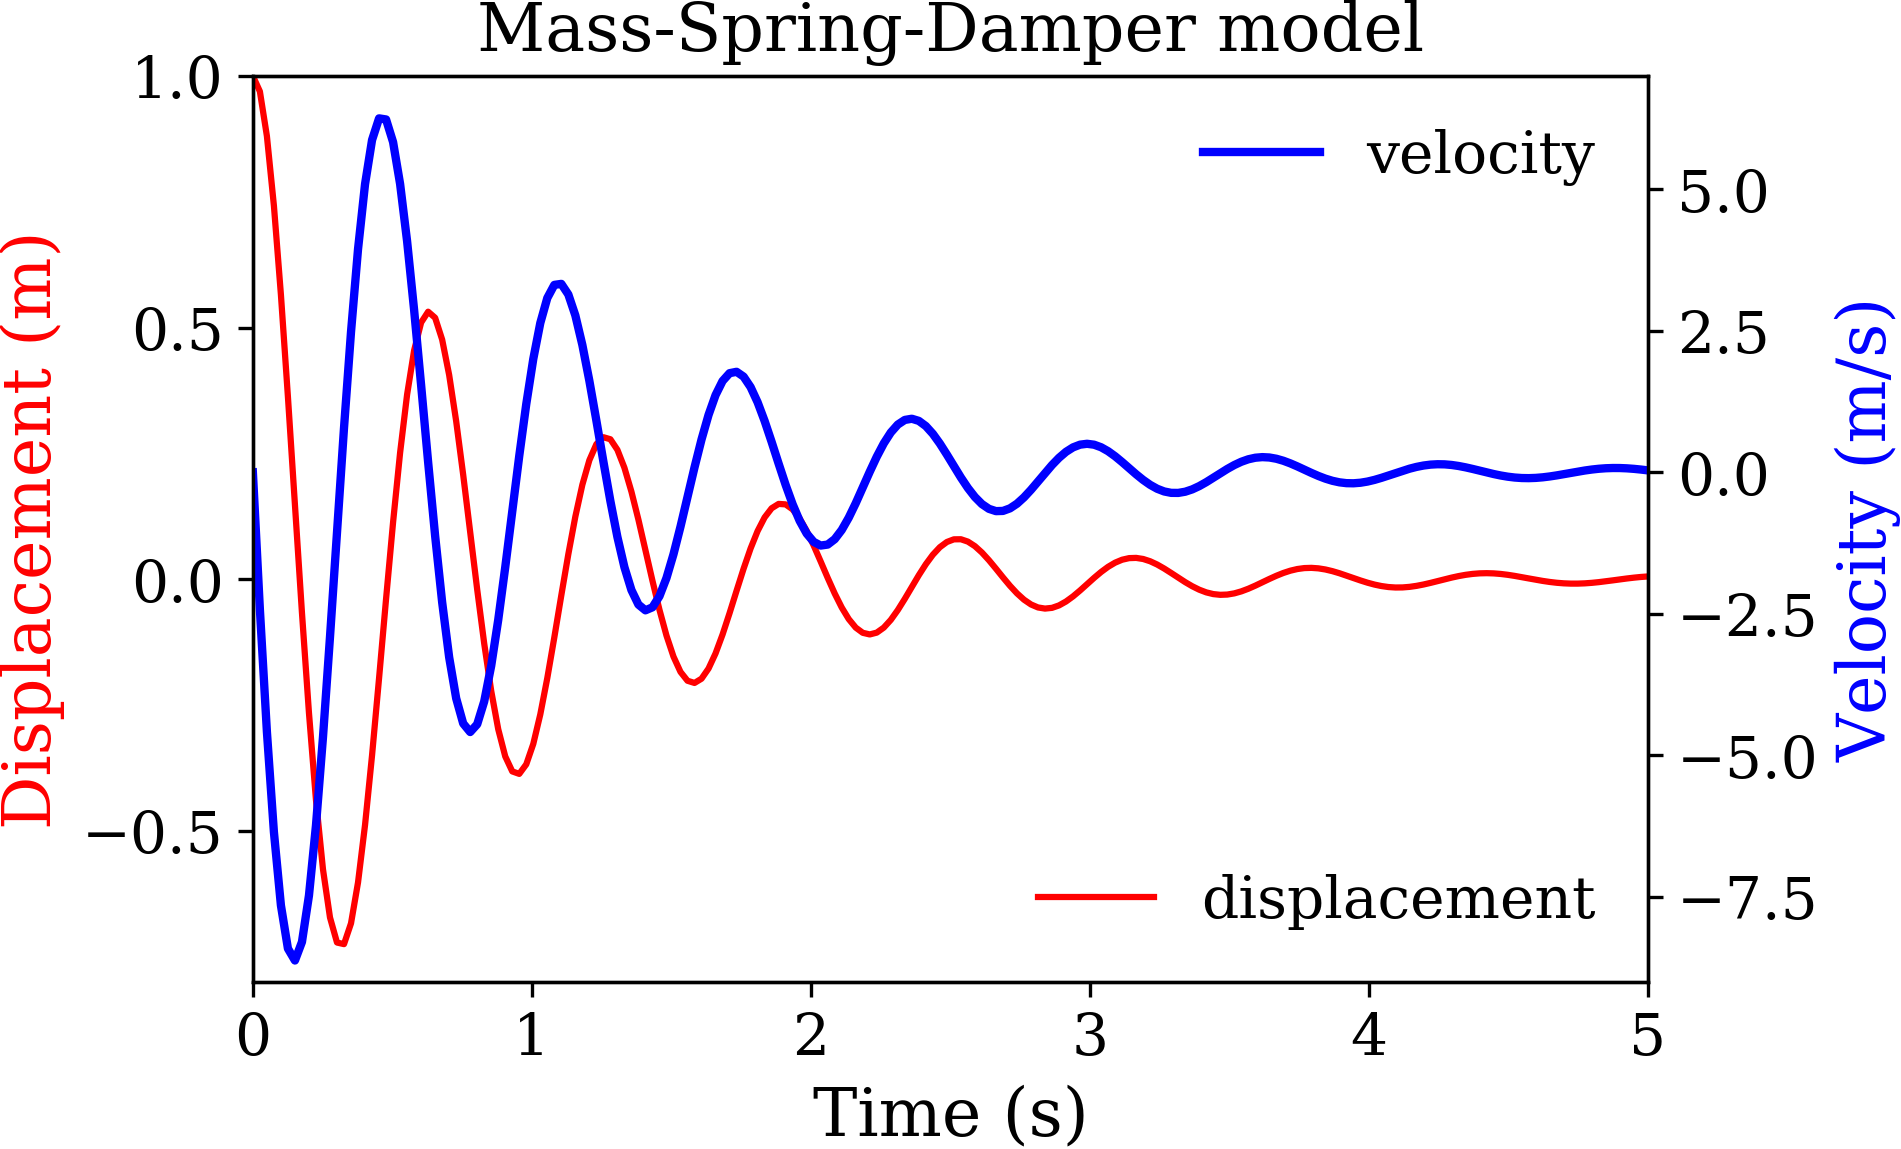 Mass-Spring-Damper model
Displacement (m)
1.0
0.5
0.0
−0.5
velocity
displacement
5.0
2.5
0.0
−2.5
−5.0
−7.5
Velocity (m/s)
0 1 2 3 4 5
Time (s)